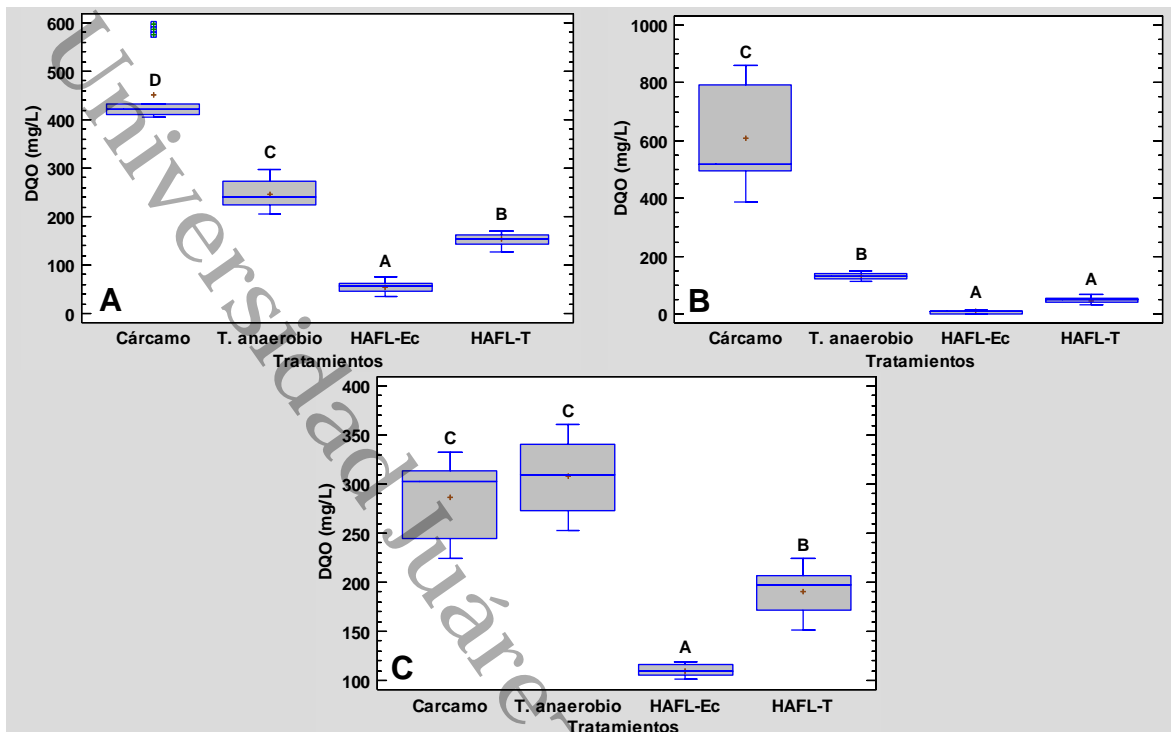 600
500
400
300
200
100
0
DQO (mg/L)
D
C
A
B
A
Cárcamo T. anaerobio HAFL-Ec HAFL-T
Tratamientos
1000
800
600
400
200
0
DQO (mg/L)
C
B
A
A
B
Cárcamo T. anaerobio HAFL-Ec HAFL-T
Tratamientos
400
350
300
250
200
150
100
DQO (mg/L)
C
C
A
B
C
Carcamo T. anaerobio HAFL-Ec HAFL-T
Tratamientos
Universidad Juáre